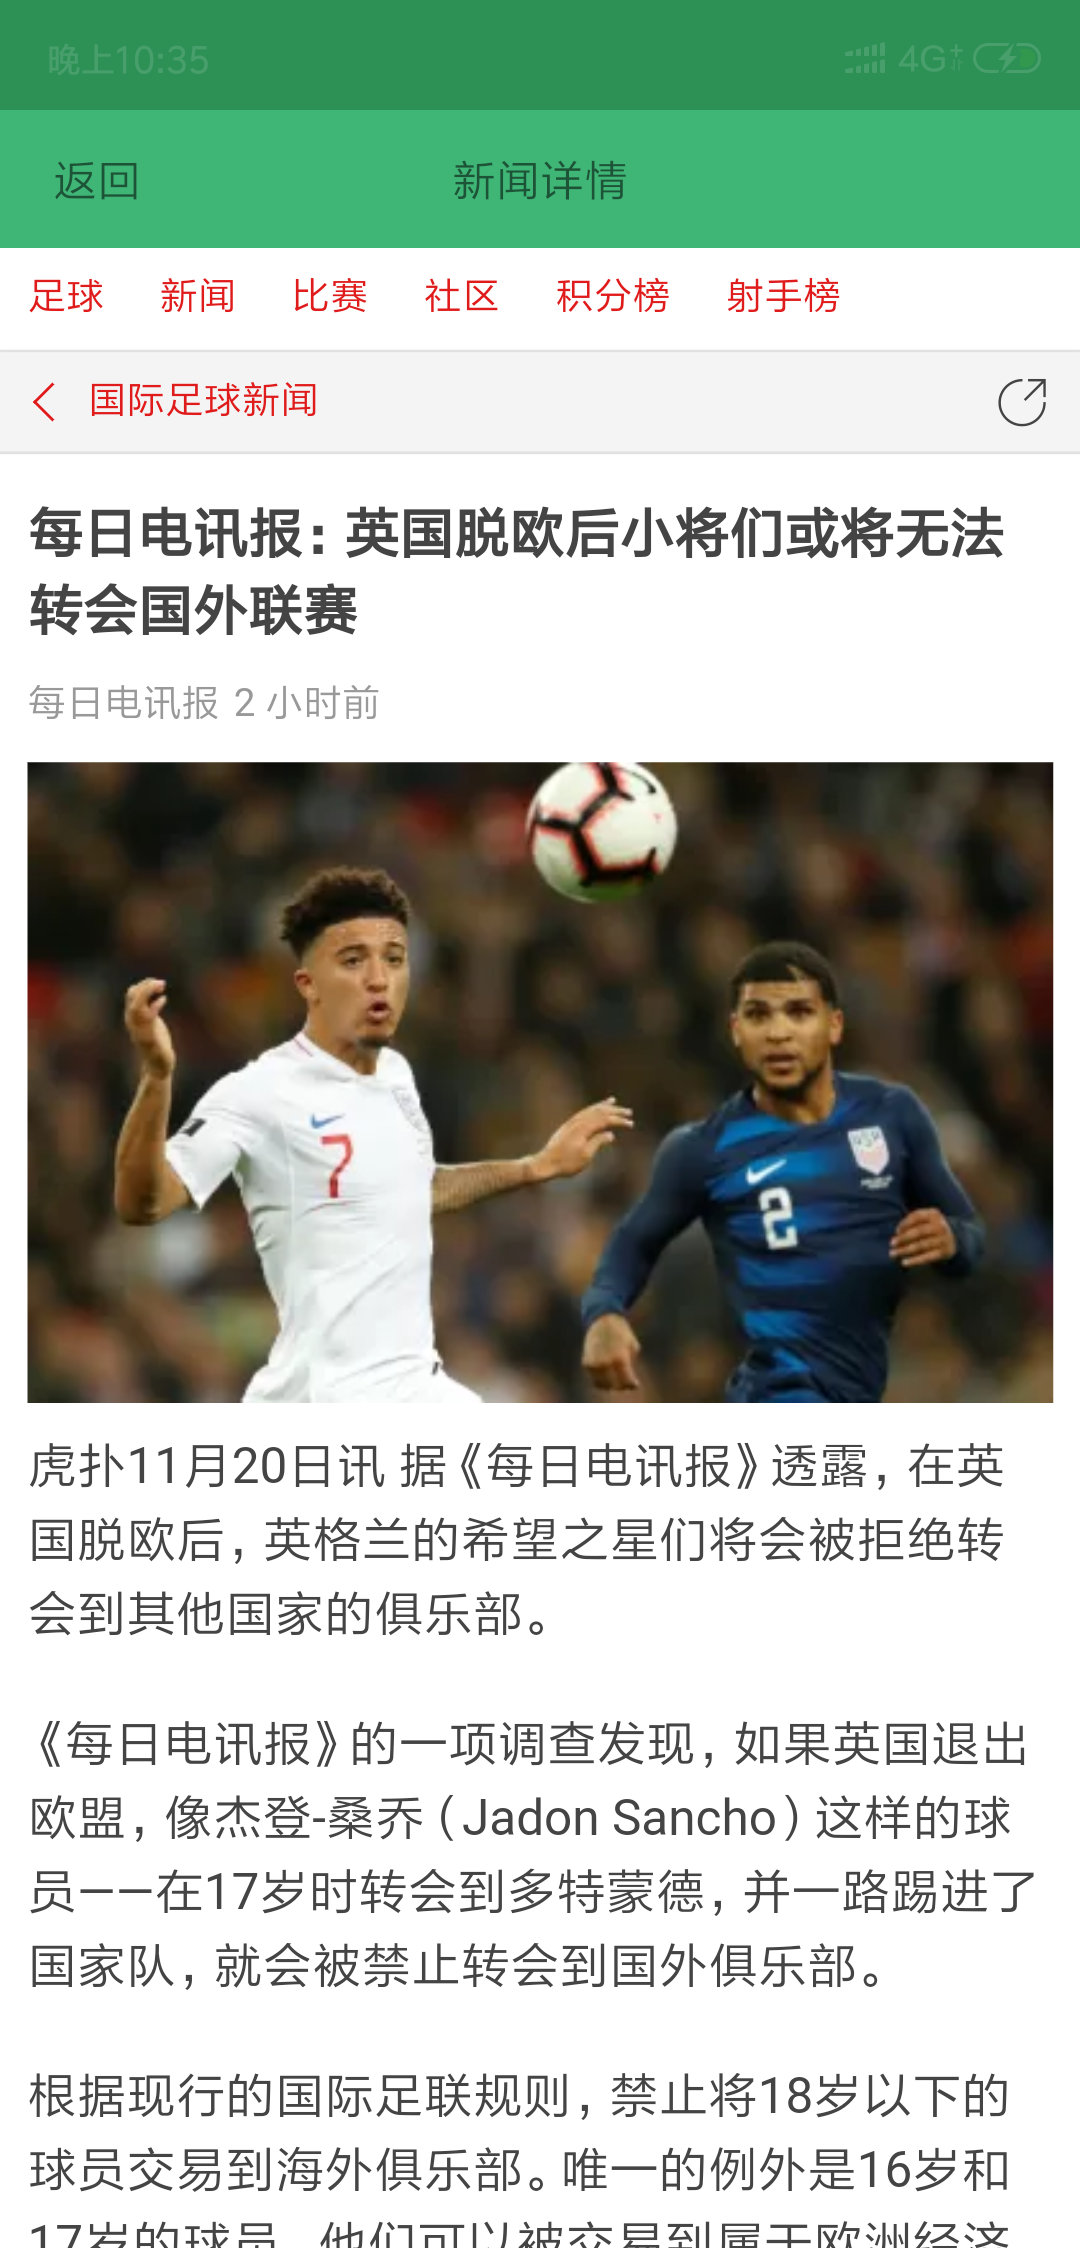 晚上10:35
4G+
返回
新闻详情
足球 新闻 比赛 社区 积分榜 射手榜
国际足球新闻
每日电讯报：英国脱欧后小将们或将无法
转会国外联赛
每日电讯报 2 小时前
7
2
虎扑11月20日讯 据《每日电讯报》透露，在英
国脱欧后，英格兰的希望之星们将会被拒绝转
会到其他国家的俱乐部。
《每日电讯报》的一项调查发现，如果英国退出
欧盟，像杰登-桑乔（Jadon Sancho）这样的球
员——在17岁时转会到多特蒙德，并一路踢进了
国家队，就会被禁止转会到国外俱乐部。
根据现行的国际足联规则，禁止将18岁以下的
球员交易到海外俱乐部。唯一的例外是16岁和
17岁的球员，他们可以被交易到属于欧洲经济